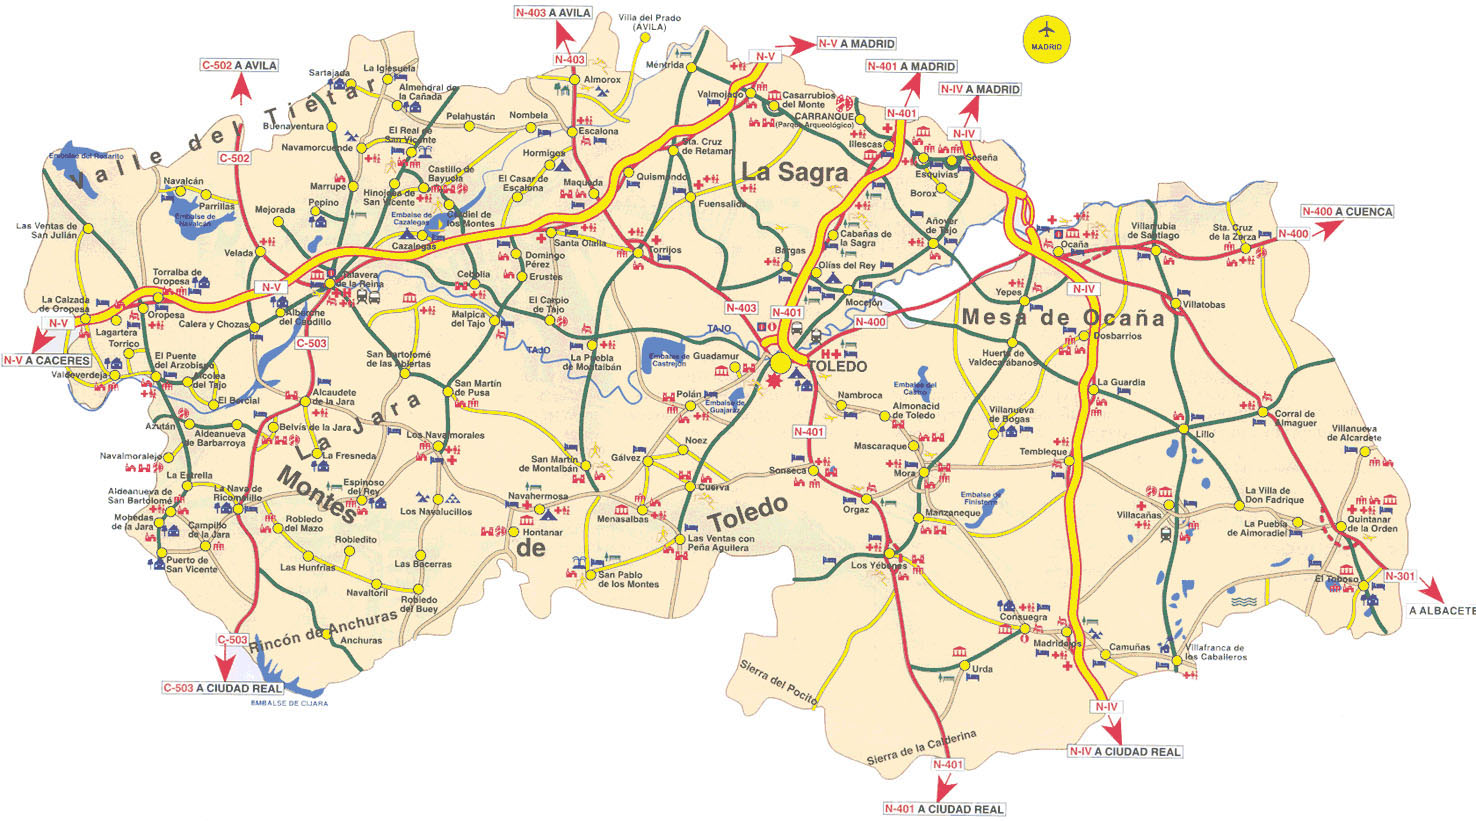 N-403 A AVILA
Villa del Prado
(AVILA)
N-V A MADRID
MADRID
C-502 A AVILA
N-403
Méntrida
N-V
N-401 A MADRID
N-IV A MADRID
Sartajada
La Iglesuela
Almorox
Almendral de
la Cañada
Valmojado
Casarrubios
del Monte
CARRANQUE
(Parque Arqueológico)
N-401
N-IV
Valle del Tietar
Buenaventura
Pelahustán
Nombela
Escalona
El Real de
San Vicente
Navamorcuende
Hormigos
Sta. Cruz
de Retamar
Illescas
Seseña
Esquivias
Borox
La Sagra
C-502
Embalse del Rosarito
Navalcán
Parrillas
Embalse de
Navalcán
Marrupe
Hinojosa de
San Vicente
Castillo de
Bayuela
El Casar de
Escalona
Maqueda
Quismondo
Fuensalida
Pepino
Mejorada
Embalse de
Cazalegas
Cardiel de
los Montes
Cazalegas
Las Ventas de
San Julián
Velada
Santa Olalla
Torrijos
Bargas
Cabañas de
la Sagra
Añover
de Tajo
Olías del Rey
Ocaña
Villarrubia
de Santiago
Sta. Cruz
de la Zarza
N-400 A CUENCA
N-400
Domingo
Pérez
Erustes
Cebolla
Talavera
de la Reina
Torralba de
Oropesa
N-V
Oropesa
La Calzada
de Oropesa
N-V
Lagartera
Torrico
Calera y Chozas
Alberche
del Caudillo
Malpica
del Tajo
El Carpio
de Tajo
N-403
N-401
Mocejón
N-400
Yepes
N-IV
Villatobas
Mesa de Ocaña
N-V A CACERES
Valdeverdeja
El Puente
del Arzobispo
Alcolea
del Tajo
El Bercial
C-503
San Bartolomé
de las Abiertas
TAJO
La Puebla
de Montalbán
TAJO
Embalse de
Castrejón
Guadamur
TOLEDO
Huerta de
Valdecarábanos
Dosbarrios
Azután
Aldeanueva
de Barbarroya
Alcaudete
de la Jara
Belvís de la Jara
La Jara
San Martín
de Pusa
Polán
Embalse de
Guajaraz
Nambroca
Almonacid
de Toledo
Embalse del
Castro
La Guardia
Villanueva
de Bogas
Corral de
Almaguer
Lillo
Villanueva
de Alcardete
Navalmoralejo
La Estrella
La Fresneda
Los Navalmorales
San Martín
de Montalbán
Gálvez
Noez
N-401
Mascaraque
Sonseca
Mora
Tembleque
Aldeanueva de
San Bartolomé
Mohedas
de la Jara
La Nava de
Ricomalillo
Campillo
de la Jara
Puerto de
San Vicente
Espinoso
del Rey
Robledo
del Mazo
Los Navalucillos
Navahermosa
Hontanar
Menasalbas
Cuerva
Montes
de
Toledo
Las Ventas con
Peña Aguilera
Orgaz
Manzaneque
Embalse de
Finisterre
Villacañas
La Villa de
Don Fadrique
La Puebla
de Almoradiel
Quintanar
de la Orden
Robledito
Las Hunfrías
Las Becerras
Navaltoril
Robledo
del Buey
San Pablo
de los Montes
Los Yébenes
El Toboso
N-301
A ALBACETE
Rincón de Anchuras
Anchuras
C-503
C-503 A CIUDAD REAL
EMBALSE DE CIJARA
Consuegra
Madridejos
Camuñas
Villafranca de
los Caballeros
Urda
Sierra del Pocito
Sierra de la Calderina
N-IV
N-IV A CIUDAD REAL
N-401
N-401 A CIUDAD REAL